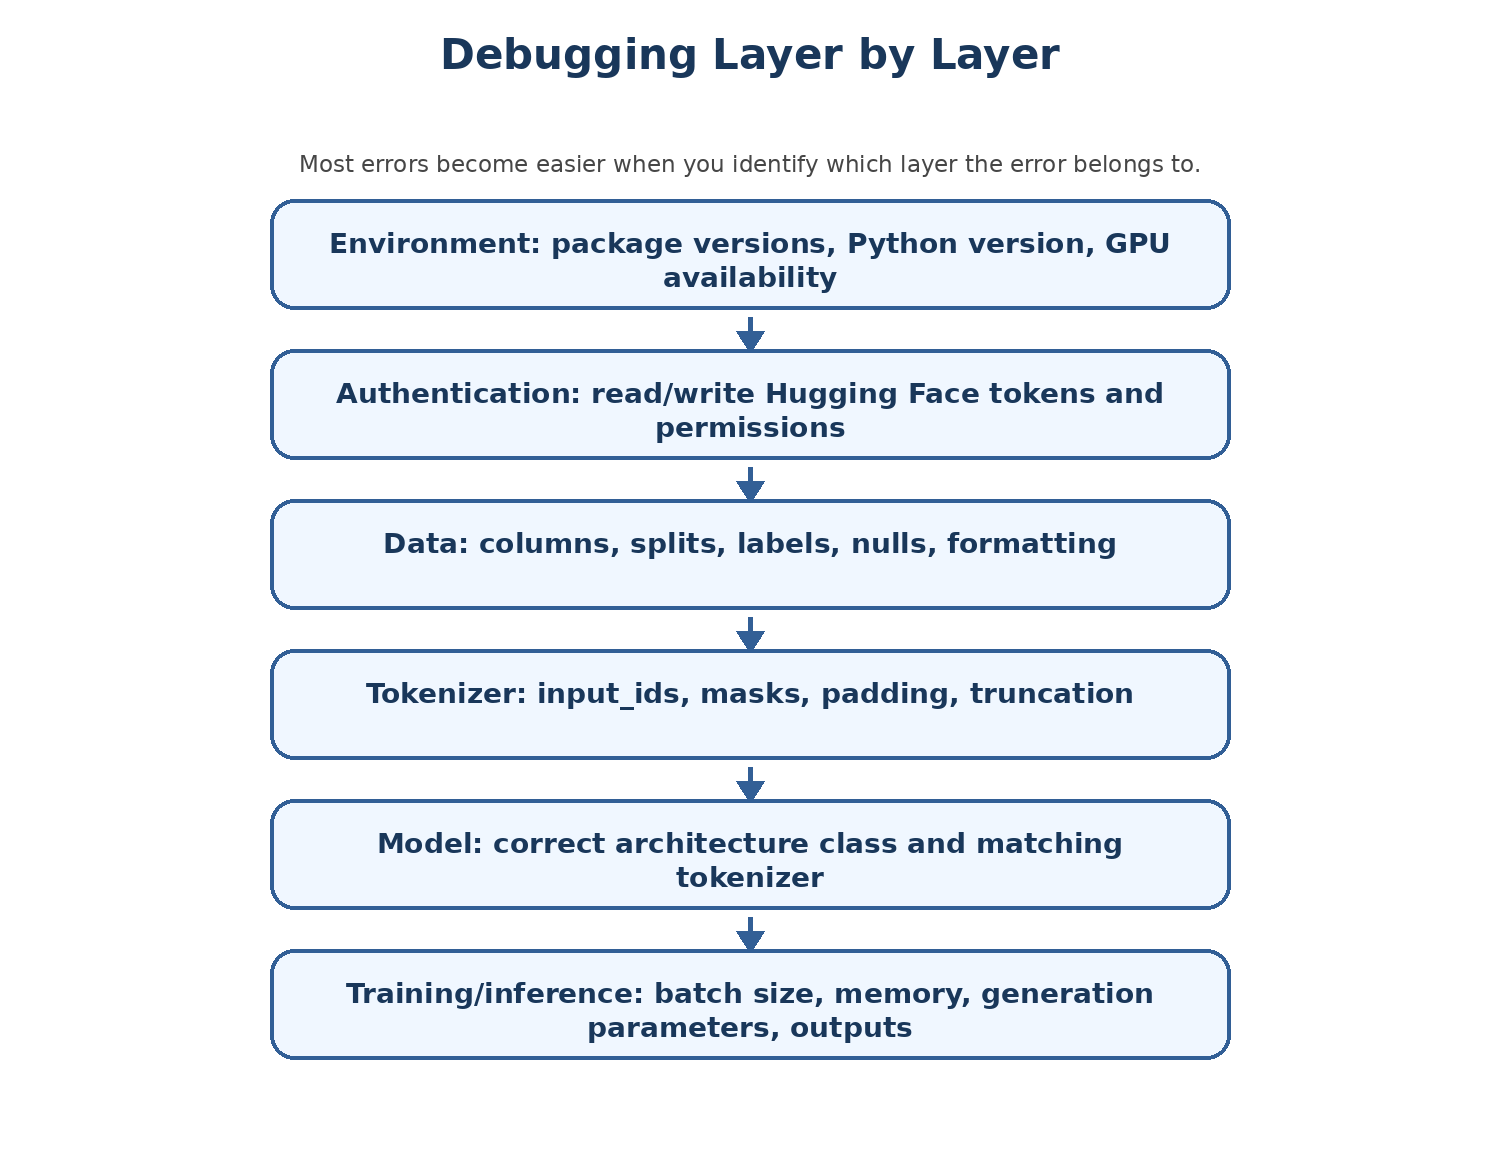 Debugging Layer by Layer
Most errors become easier when you identify which layer the error belongs to.
Environment: package versions, Python version, GPU
availability
Authentication: read/write Hugging Face tokens and
permissions
Data: columns, splits, labels, nulls, formatting
Tokenizer: input_ids, masks, padding, truncation
Model: correct architecture class and matching
tokenizer
Training/inference: batch size, memory, generation
parameters, outputs